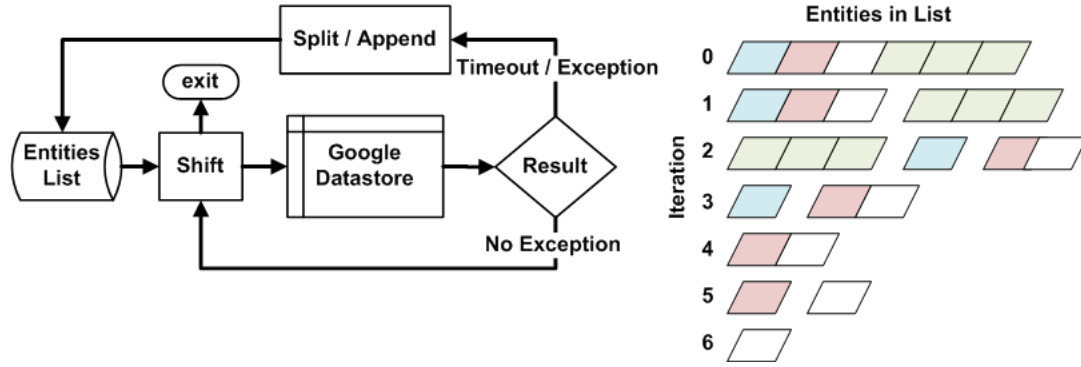 Split / Append
Timeout / Exception
exit
Entities
List
Shift
Google
Datastore
Result
No Exception
Entities in List
Iteration
0
1
2
3
4
5
6